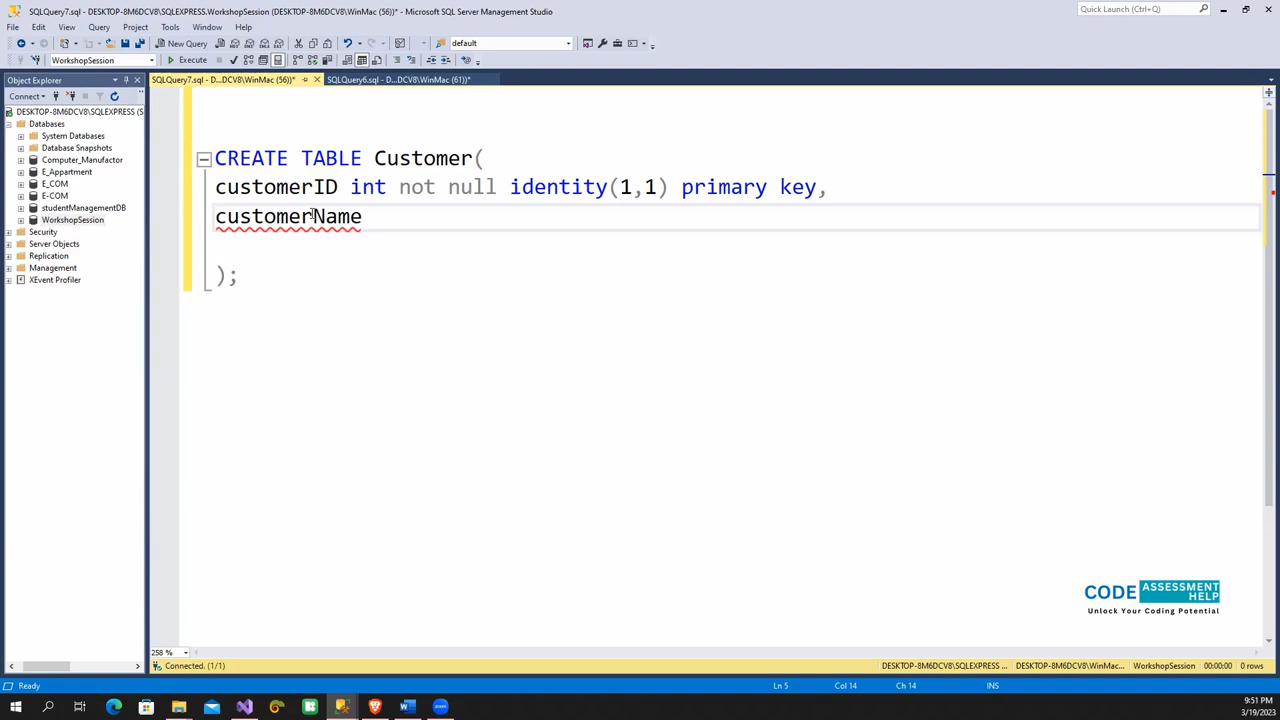 SQLQuery7.sql - DESKTOP-8M6DCV8\SQLEXPRESS.WorkshopSession (DESKTOP-8M6DCV8\WinMac (56))* - Microsoft SQL Server Management Studio
Quick Launch (Ctrl+Q)
File Edit View Query Project Tools Window Help
New Query
default
WorkshopSession
Execute
Object Explorer
SQLQuery7.sql - D...DCV8\WinMac (56))*
SQLQuery6.sql - D...DCV8\WinMac (61))*
Connect
DESKTOP-8M6DCV8\SQLEXPRESS (S
Databases
System Databases
Database Snapshots
Computer_Manufactor
E_Appartment
E_COM
E-COM
studentManagementDB
WorkshopSession
Security
Server Objects
Replication
Management
XEvent Profiler
CREATE TABLE Customer(
customerID int not null identity(1,1) primary key,
customerName
);
CODE ASSESSMENT HELP
Unlock Your Coding Potential
258 %
Connected. (1/1)
DESKTOP-8M6DCV8\SQLEXPRESS ...
DESKTOP-8M6DCV8\WinMac...
WorkshopSession
00:00:00
0 rows
Ready
Ln 5
Col 14
Ch 14
INS
9:51 PM
3/19/2023